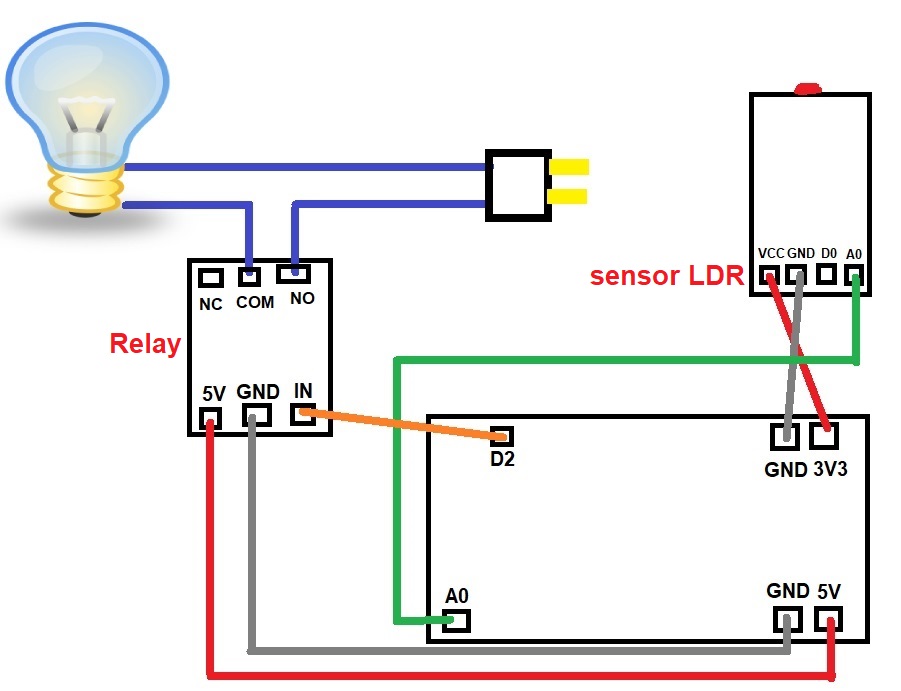 VCC GND D0 A0
sensor LDR
NC COM NO
Relay
5V GND IN
D2
GND 3V3
A0
GND 5V